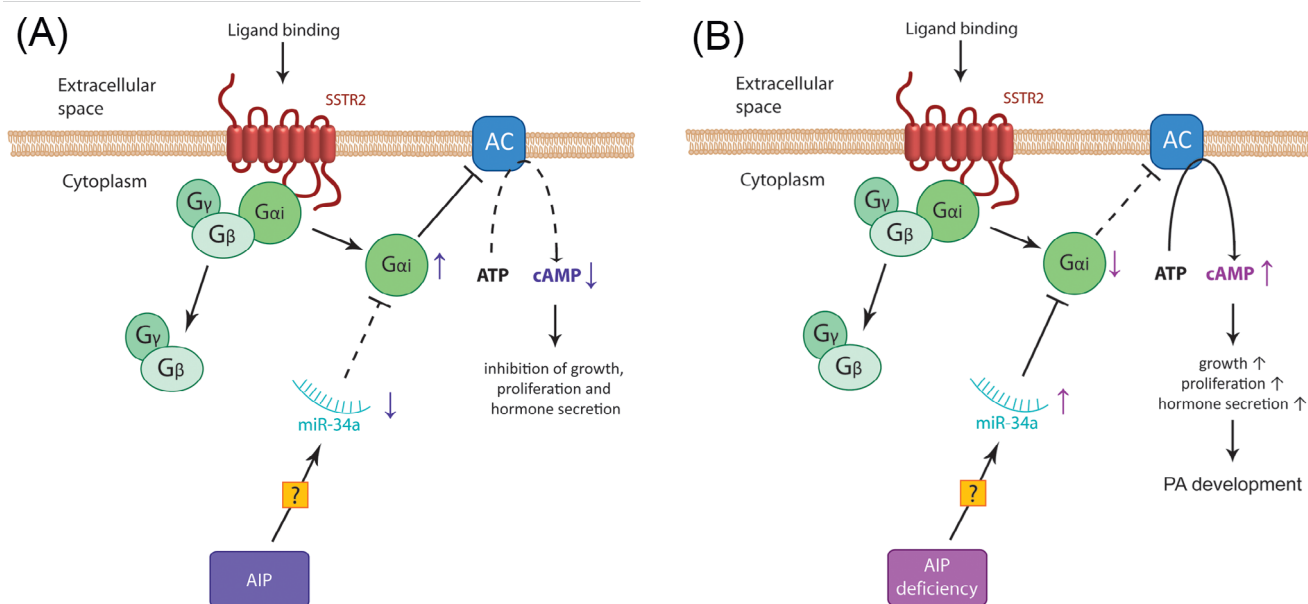 (A)
Ligand binding
Extracellular
space
SSTR2
AC
Cytoplasm
Gγ
Gβ
Gαi
Gαi ↑
ATP
cAMP ↓
Gγ
Gβ
inhibition of growth,
proliferation and
hormone secretion
miR-34a ↓
?
AIP
(B)
Ligand binding
Extracellular
space
SSTR2
AC
Cytoplasm
Gγ
Gβ
Gαi
Gαi ↓
ATP
cAMP ↑
Gγ
Gβ
growth ↑
proliferation ↑
hormone secretion ↑
miR-34a ↑
PA development
?
AIP
deficiency